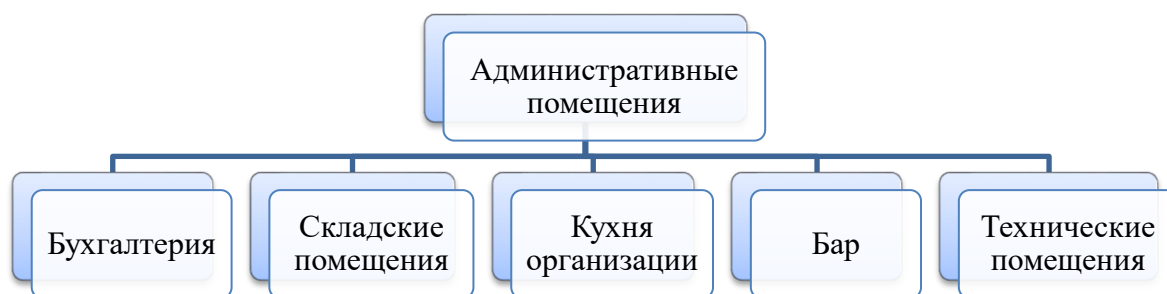 Административные
помещения
Бухгалтерия
Складские
помещения
Кухня
организации
Бар
Технические
помещения